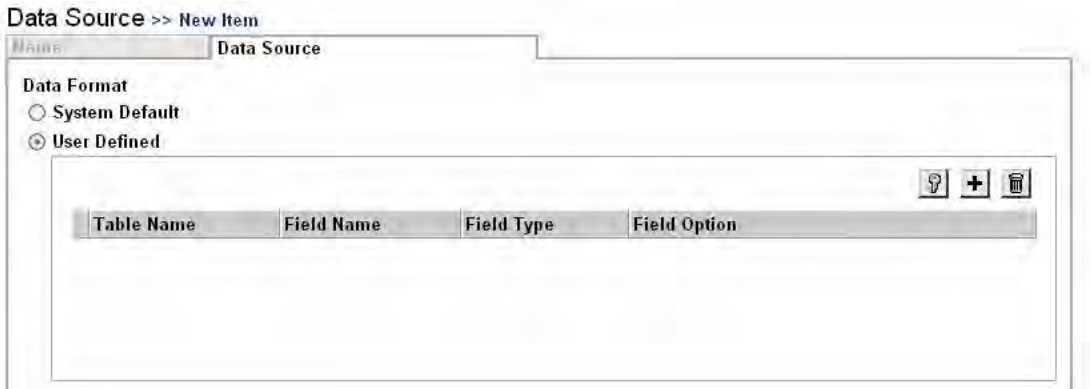 Data Source >> New Item
Name Data Source
Data Format
System Default
User Defined
Table Name Field Name Field Type Field Option